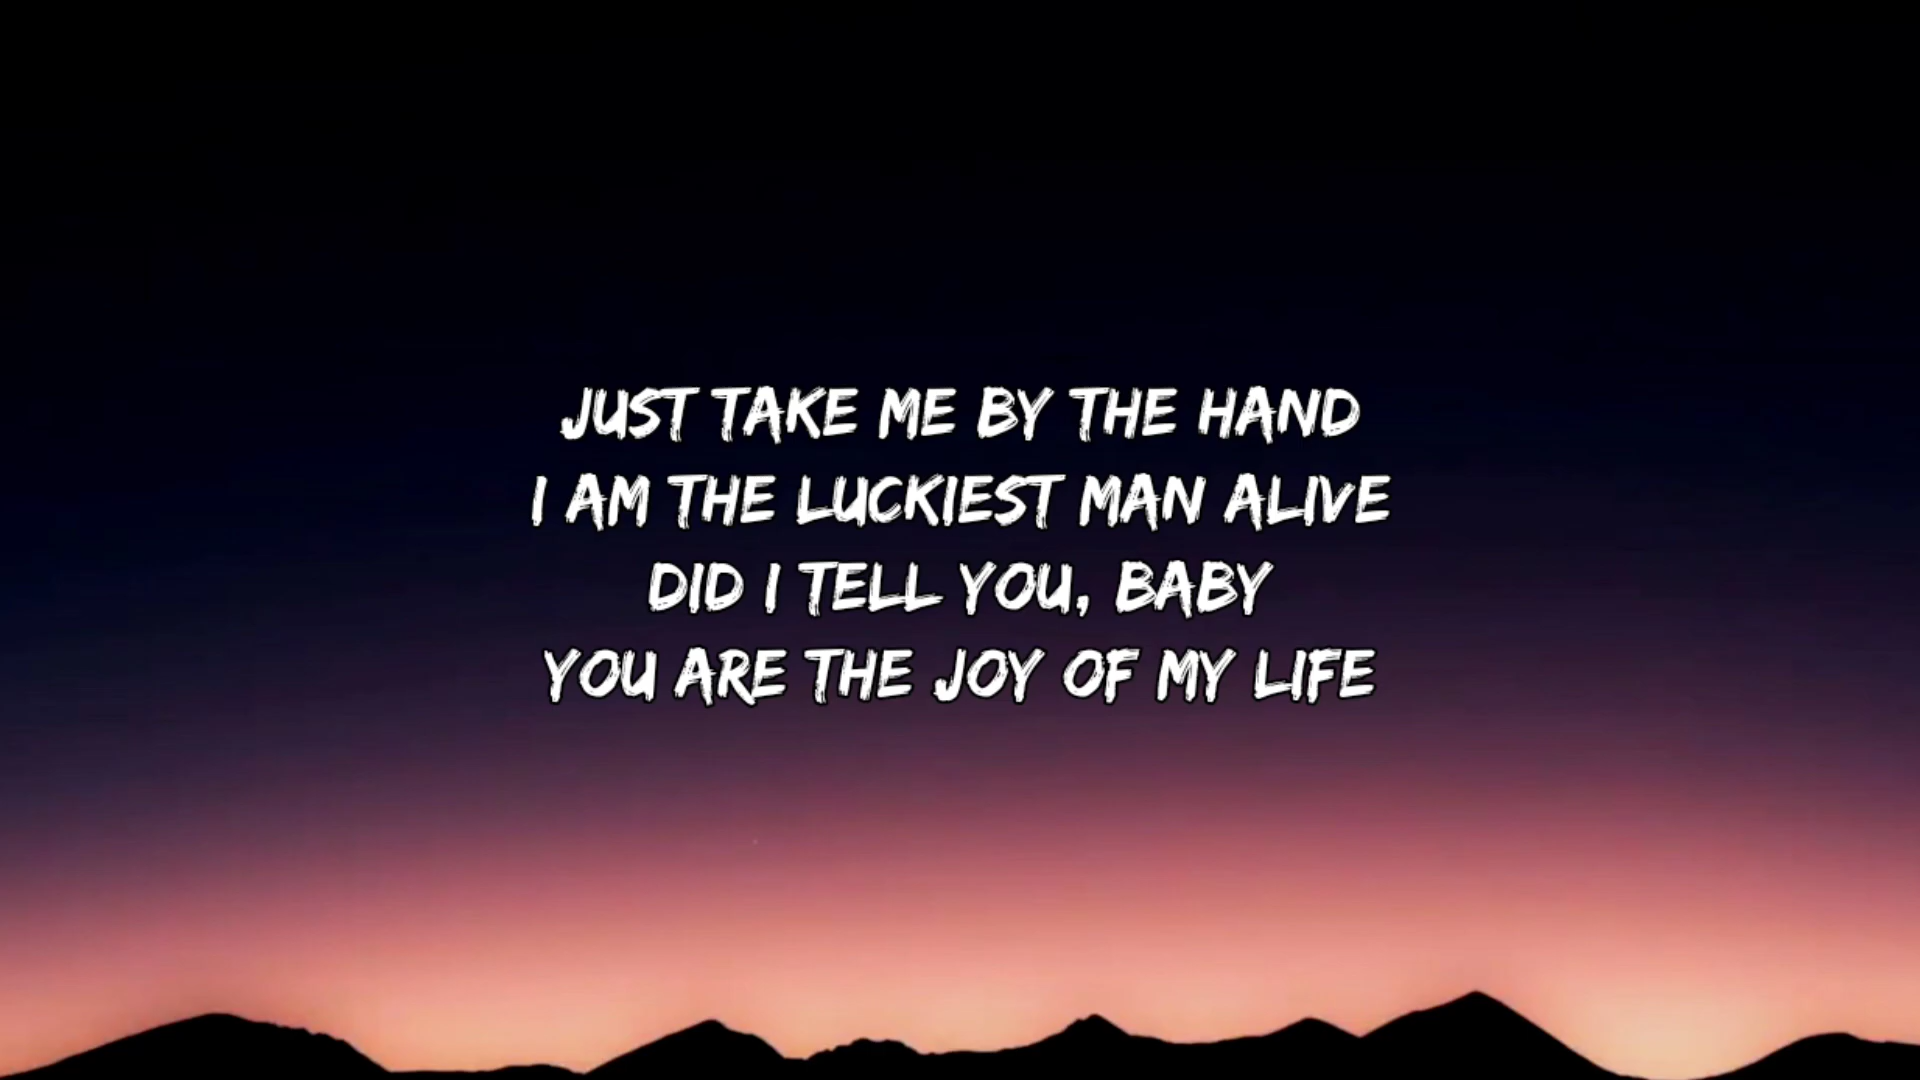 JUST TAKE ME BY THE HAND
I AM THE LUCKIEST MAN ALIVE
DID I TELL YOU, BABY
YOU ARE THE JOY OF MY LIFE